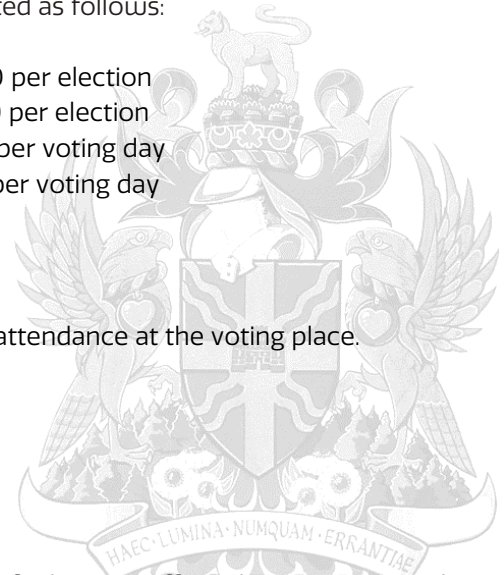 ted as follows:
per election
per election
per voting day
per voting day
attendance at the voting place.
HAEC·LUMINA·NUMQUAM·ERRANTIAE